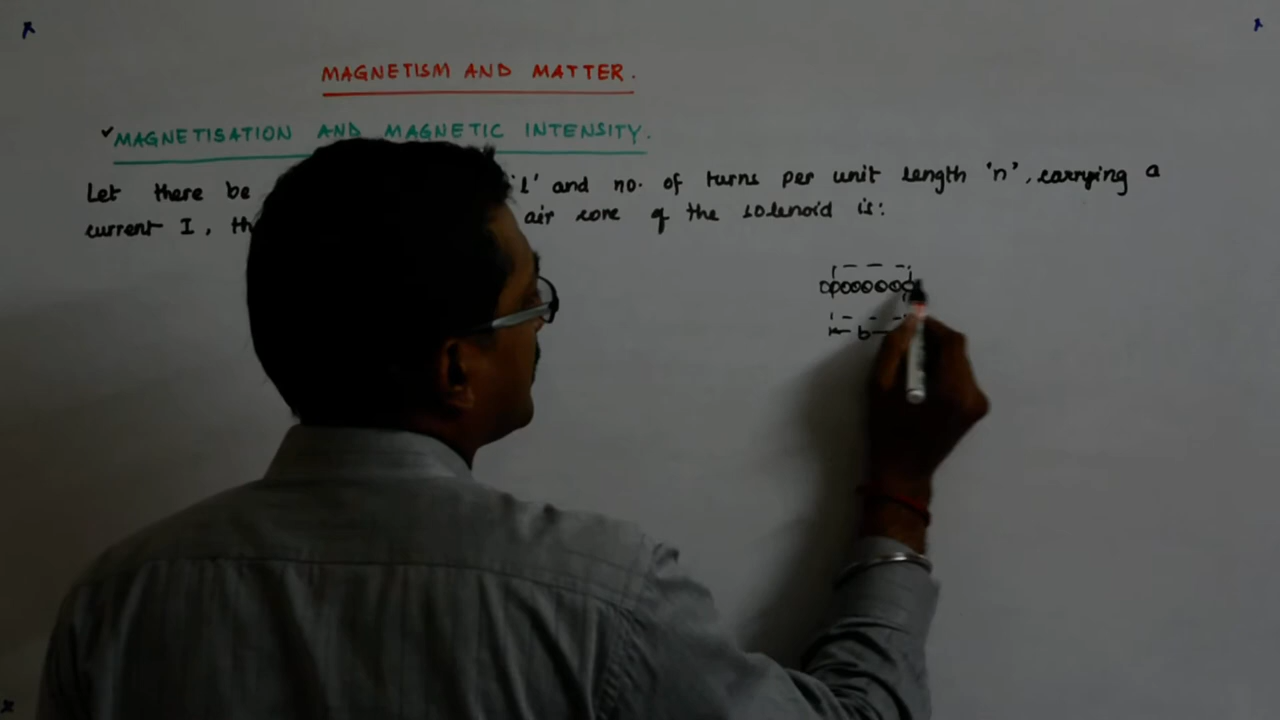 MAGNETISM AND MATTER.
MAGNETISATION AND MAGNETIC INTENSITY.
Let there be 'l' and no. of turns per unit length 'n', carrying a
current I, air core of the solenoid is:
b